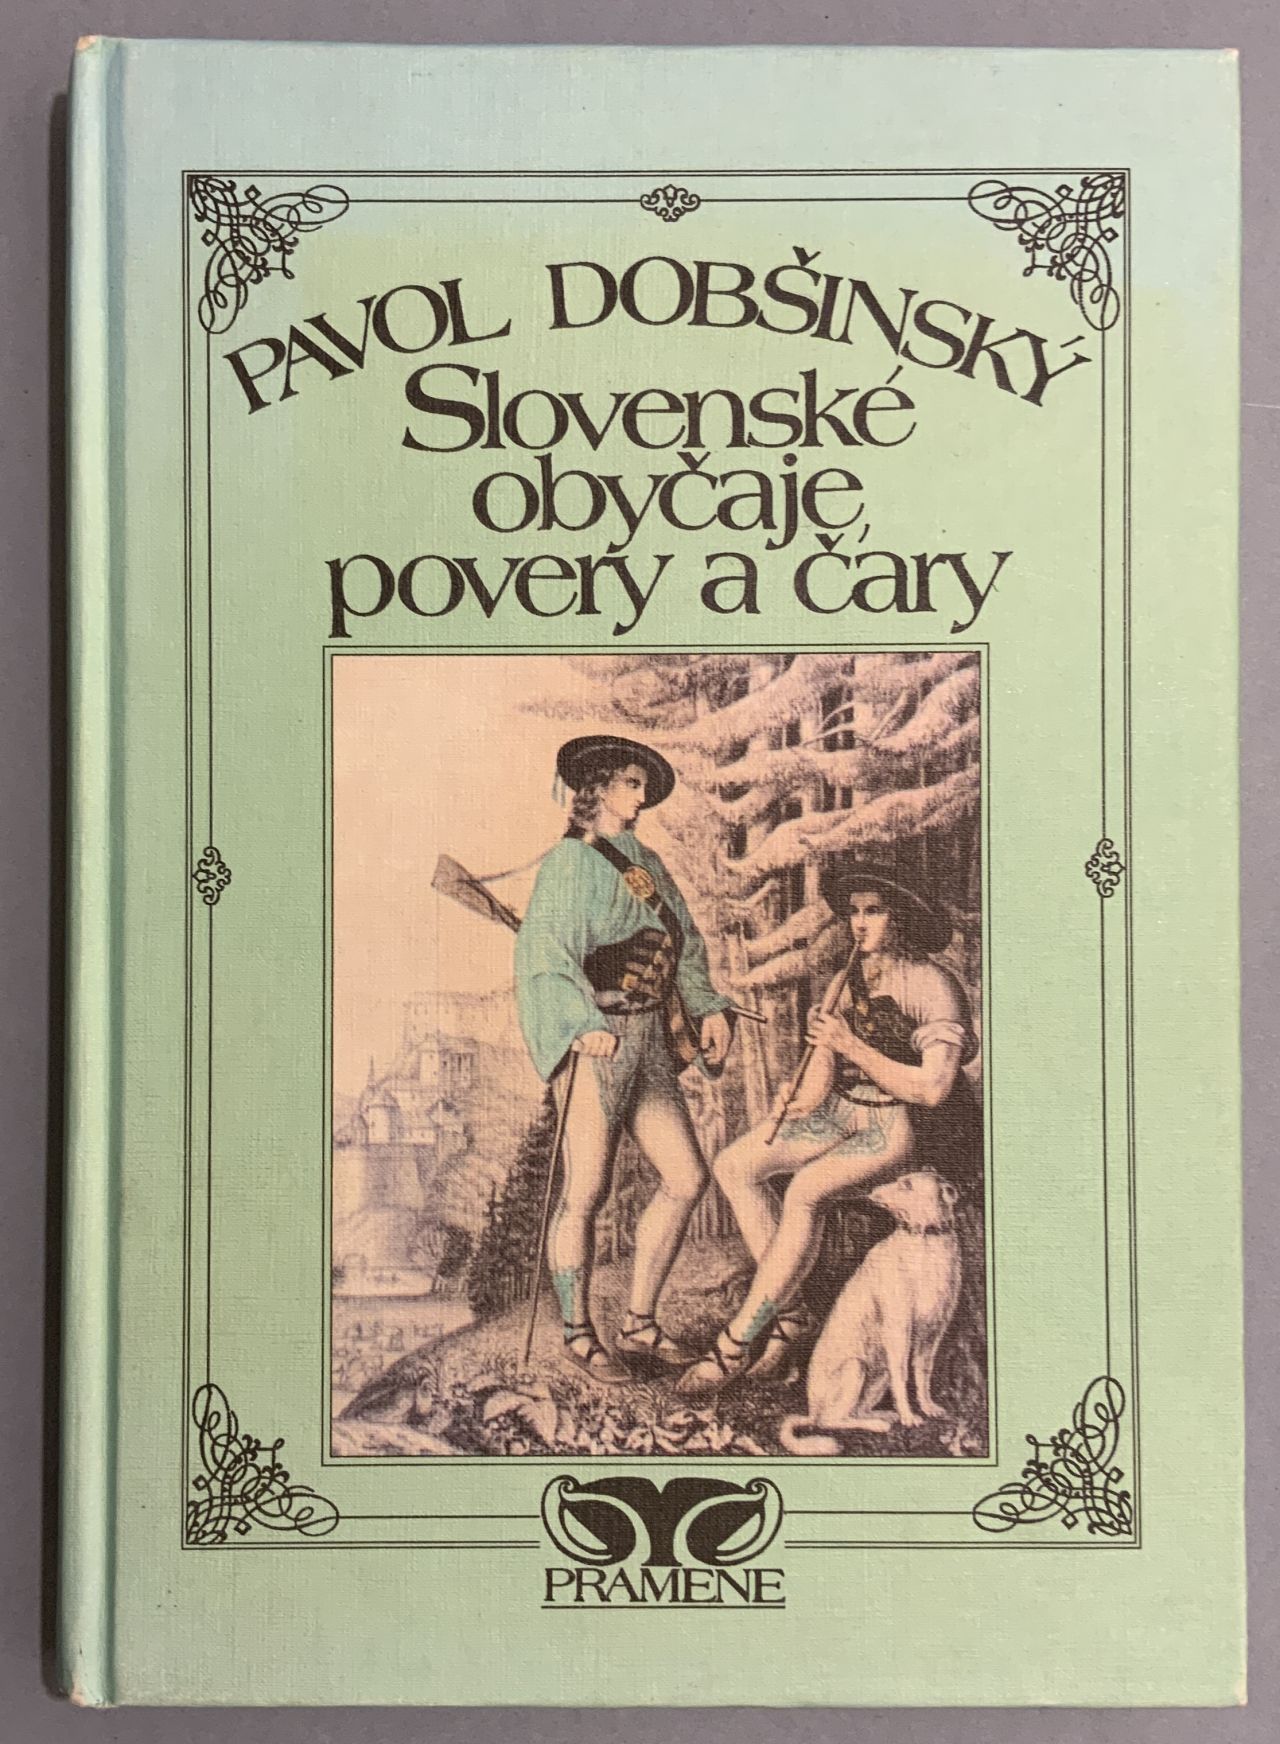 PAVOL DOBŠINSKÝ
Slovenské
obyčaje,
povery a čary
PRAMENE